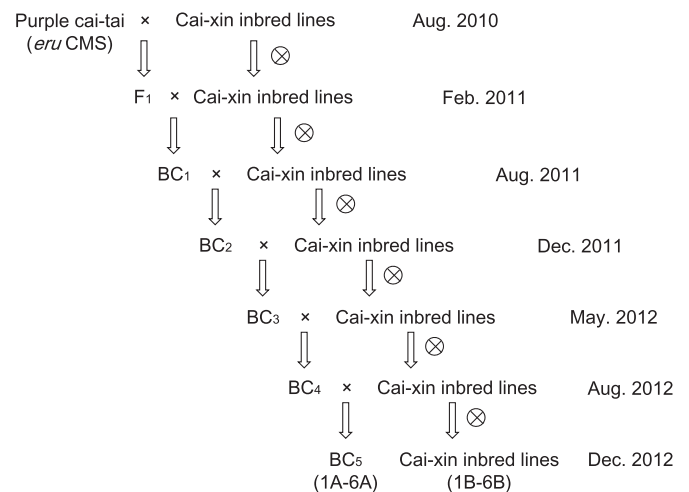 Purple cai-tai × Cai-xin inbred lines Aug. 2010
(eru CMS)
F1 × Cai-xin inbred lines Feb. 2011
BC1 × Cai-xin inbred lines Aug. 2011
BC2 × Cai-xin inbred lines Dec. 2011
BC3 × Cai-xin inbred lines May. 2012
BC4 × Cai-xin inbred lines Aug. 2012
BC5 Cai-xin inbred lines Dec. 2012
(1A-6A) (1B-6B)